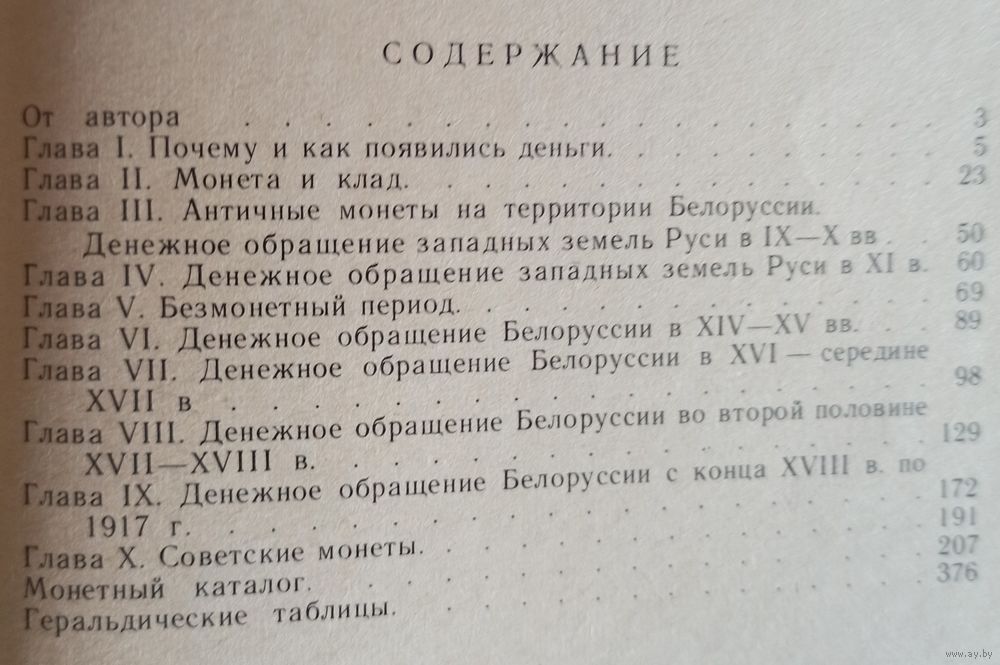 СОДЕРЖАНИЕ
От автора . . . . . . . . . . . . . . . . . . 3
Глава I. Почему и как появились деньги. . . . . . . . . 5
Глава II. Монета и клад. . . . . . . . . . . . . . 23
Глава III. Античные монеты на территории Белоруссии.
Денежное обращение западных земель Руси в IX—X вв . . 50
Глава IV. Денежное обращение западных земель Руси в XI в. 60
Глава V. Безмонетный период. . . . . . . . . . . . . 69
Глава VI. Денежное обращение Белоруссии в XIV—XV вв. . . 89
Глава VII. Денежное обращение Белоруссии в XVI — середине
XVII в . . . . . . . . . . . . . . . . . . 98
Глава VIII. Денежное обращение Белоруссии во второй половине
XVII—XVIII в. . . . . . . . . . . . . . . . 129
Глава IX. Денежное обращение Белоруссии с конца XVIII в. по
1917 г. . . . . . . . . . . . . . . . . . . 172
Глава X. Советские монеты. . . . . . . . . . . . . . 191
Монетный каталог. . . . . . . . . . . . . . . . 207
Геральдические таблицы. . . . . . . . . . . . . . 376
www.ay.by